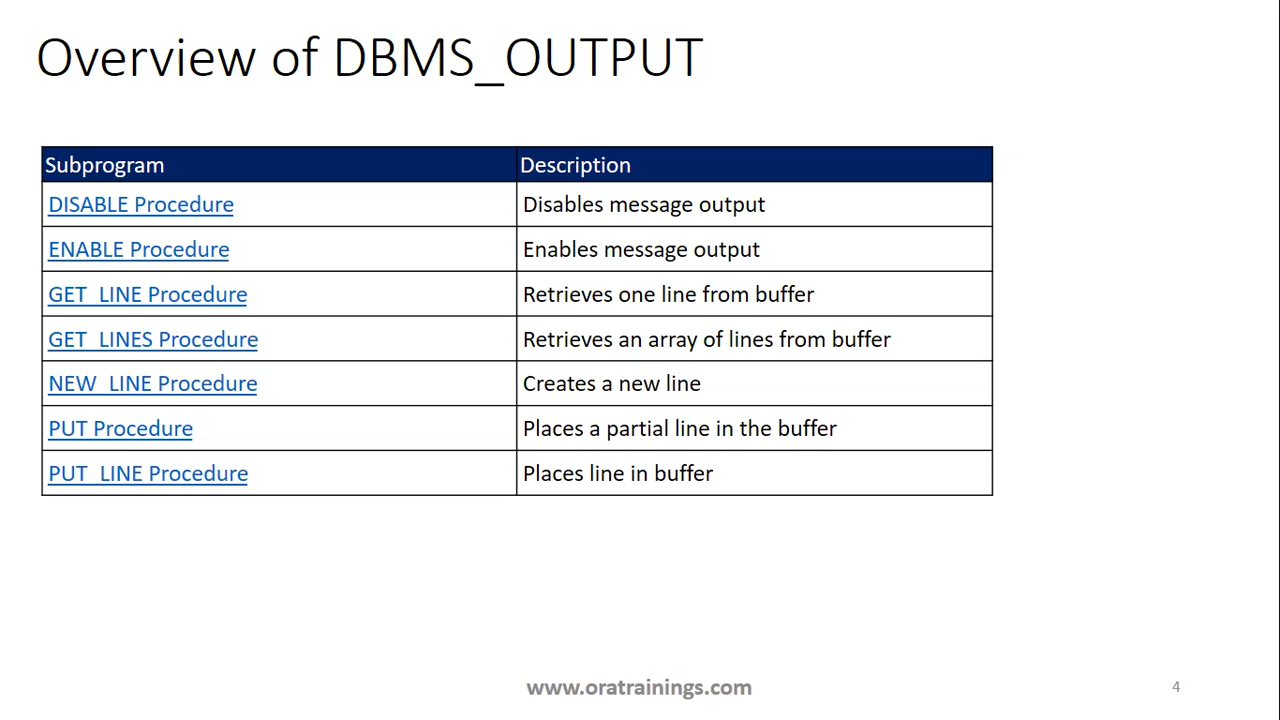 Overview of DBMS_OUTPUT
Subprogram Description
DISABLE Procedure Disables message output
ENABLE Procedure Enables message output
GET_LINE Procedure Retrieves one line from buffer
GET_LINES Procedure Retrieves an array of lines from buffer
NEW_LINE Procedure Creates a new line
PUT Procedure Places a partial line in the buffer
PUT_LINE Procedure Places line in buffer
www.oratrainings.com 4